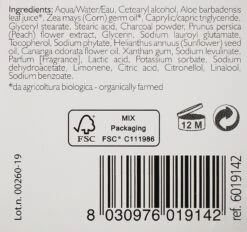 Ingredients: Aqua/Water/Eau, Cetearyl alcohol, Aloe barbadensis
leaf juice*, Zea mays (Corn) germ oil*, Caprylic/capric triglyceride,
Glyceryl stearate, Stearic acid, Charcoal powder, Prunus persica
(Peach) flower extract, Glycerin, Sodium lauroyl glutamate,
Tocopherol, Sodium phytate, Helianthus annuus (Sunflower) seed
oil, Cananga odorata flower oil, Xanthan gum, Sodium levulinate,
Parfum [Fragrance], Lactic acid, Potassium sorbate, Sodium
dehydroacetate, Limonene, Citric acid, Citronellol, Linalool,
Sodium benzoate.
*da agricoltura biologica - organically farmed
Lot.n. 00260-19
FSC
MIX
Packaging
FSC® C111986
12 M
8 030976 019142
ref. 6019142